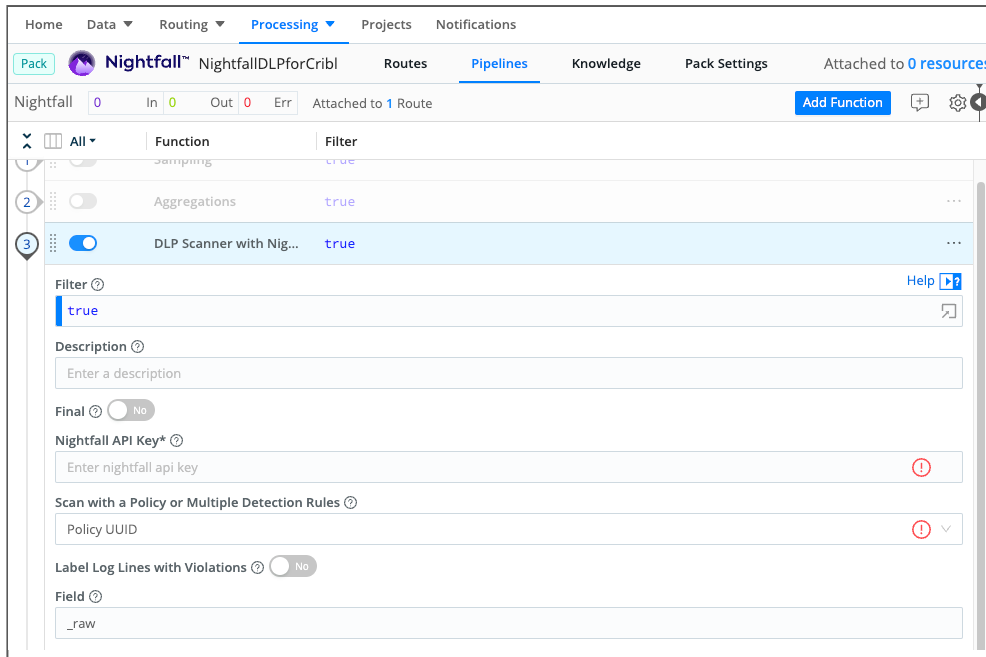 Home Data Routing Processing Projects Notifications
Pack Nightfall™ NightfallDLPforCribl Routes Pipelines Knowledge Pack Settings Attached to 0 resources
Nightfall 0 In 0 Out 0 Err Attached to 1 Route Add Function
All Function Filter
1 Sampling true
2 Aggregations true ...
3 DLP Scanner with Nig... true ...
Filter ? Help ?
true
Description ?
Enter a description
Final ? No
Nightfall API Key* ?
Enter nightfall api key !
Scan with a Policy or Multiple Detection Rules ?
Policy UUID !
Label Log Lines with Violations ? No
Field ?
_raw